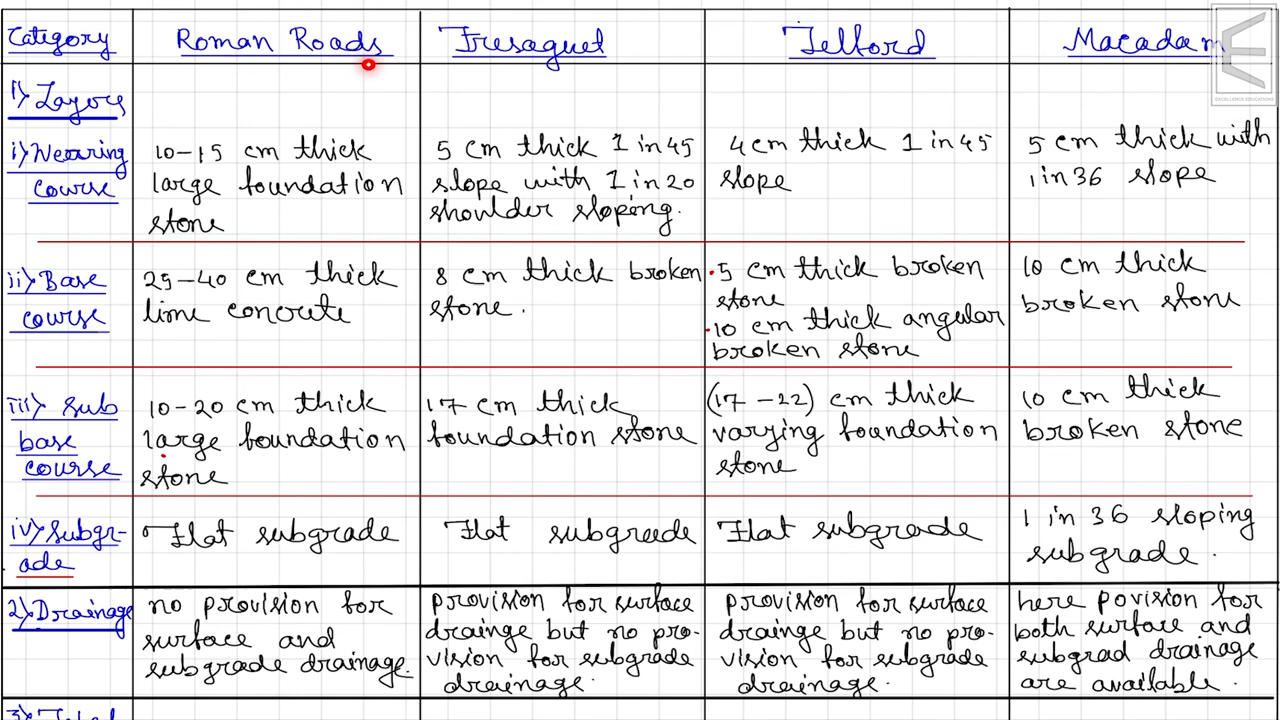 Category Roman Roads Tresaguet Telford Macadam
1) Layers
i) Wearing
course
10-15 cm thick
large foundation
stone
5 cm thick 1 in 45
slope with 1 in 20
shoulder sloping.
4 cm thick 1 in 45
slope
5 cm thick with
1 in 36 slope
ii) Base
course
25-40 cm thick
lime concrete
8 cm thick broken
stone.
• 5 cm thick broken
stone
• 10 cm thick angular
broken stone
10 cm thick
broken stone
iii) Sub
base
course
10-20 cm thick
large foundation
stone
17 cm thick
foundation stone
(17-22) cm thick
varying foundation
stone
10 cm thick
broken stone
iv) Subgr-
ade
Flat subgrade
Flat subgrade
Flat subgrade
1 in 36 sloping
subgrade.
2) Drainage
no provision for
surface and
subgrade drainage.
provision for surface
drainge but no pro-
vision for subgrade
drainage.
provision for surface
drainge but no pro-
vision for subgrade
drainage.
here povision for
both surface and
subgrad drainage
are available.
3) Total
EXCELLENCE EDUCATIONS